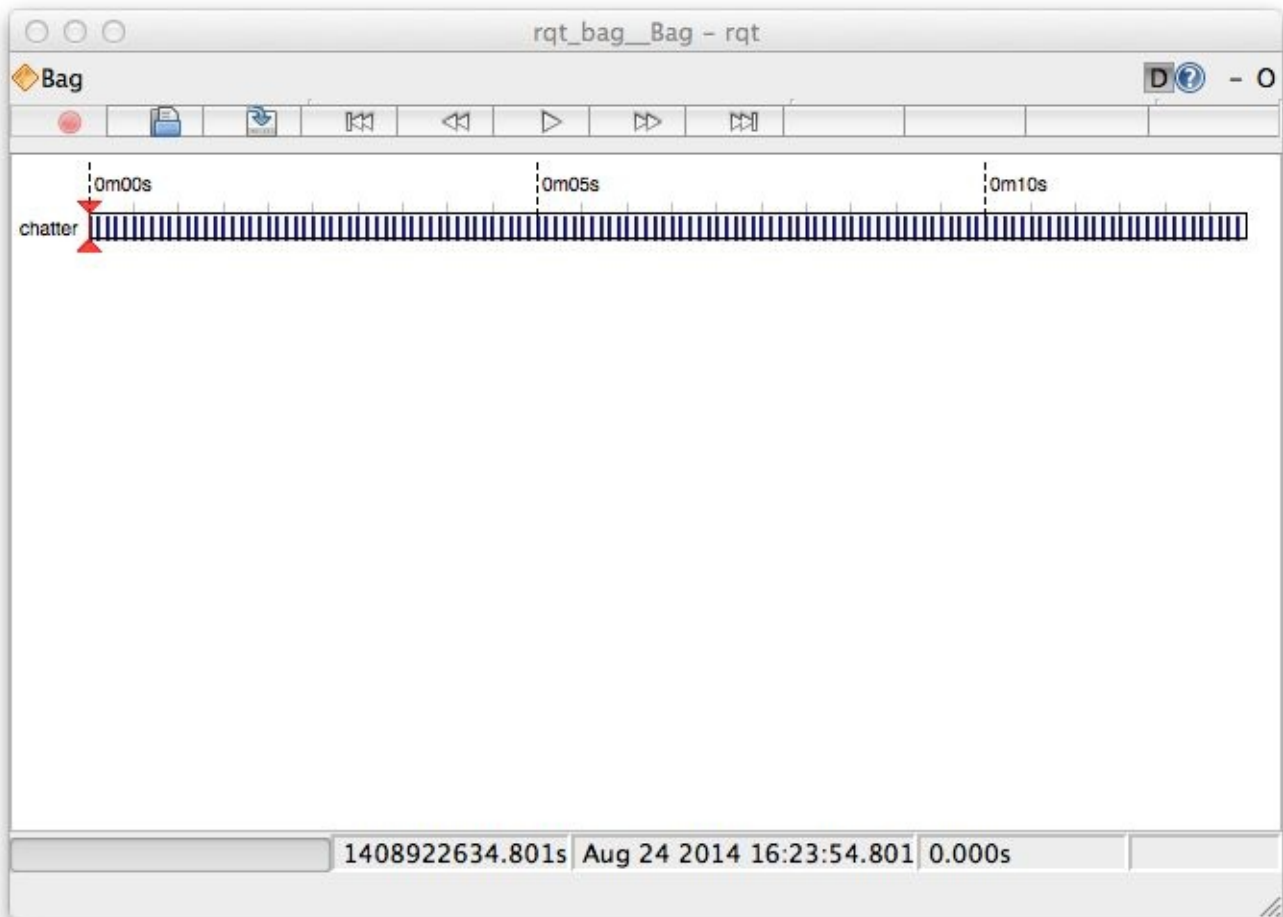 rqt_bag__Bag - rqt
Bag
D ? - O
0m00s 0m05s 0m10s
chatter
1408922634.801s Aug 24 2014 16:23:54.801 0.000s